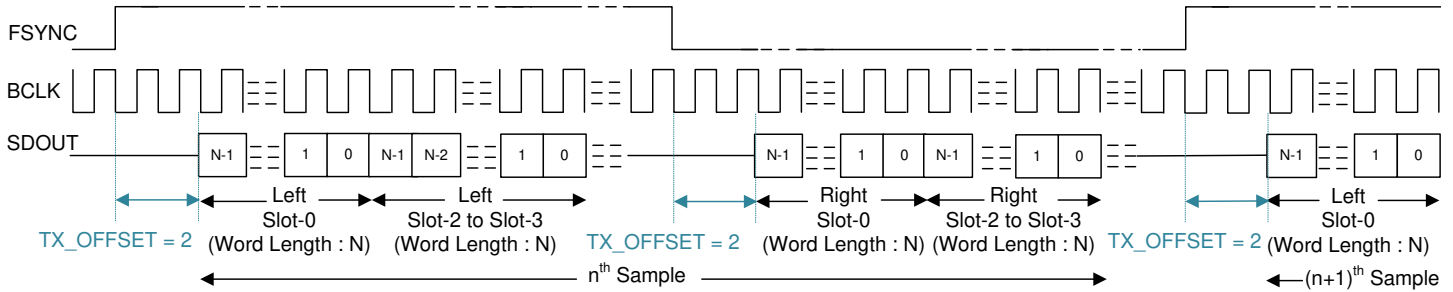 FSYNC
BCLK
SDOUT
N-1 1 0 N-1 N-2 1 0 N-1 1 0 N-1 1 0 N-1 1 0
Left Left Right Right Left
Slot-0 Slot-2 to Slot-3 Slot-0 Slot-2 to Slot-3 Slot-0
TX_OFFSET = 2 (Word Length : N) (Word Length : N) TX_OFFSET = 2 (Word Length : N) (Word Length : N) TX_OFFSET = 2 (Word Length : N)
nth Sample (n+1)th Sample